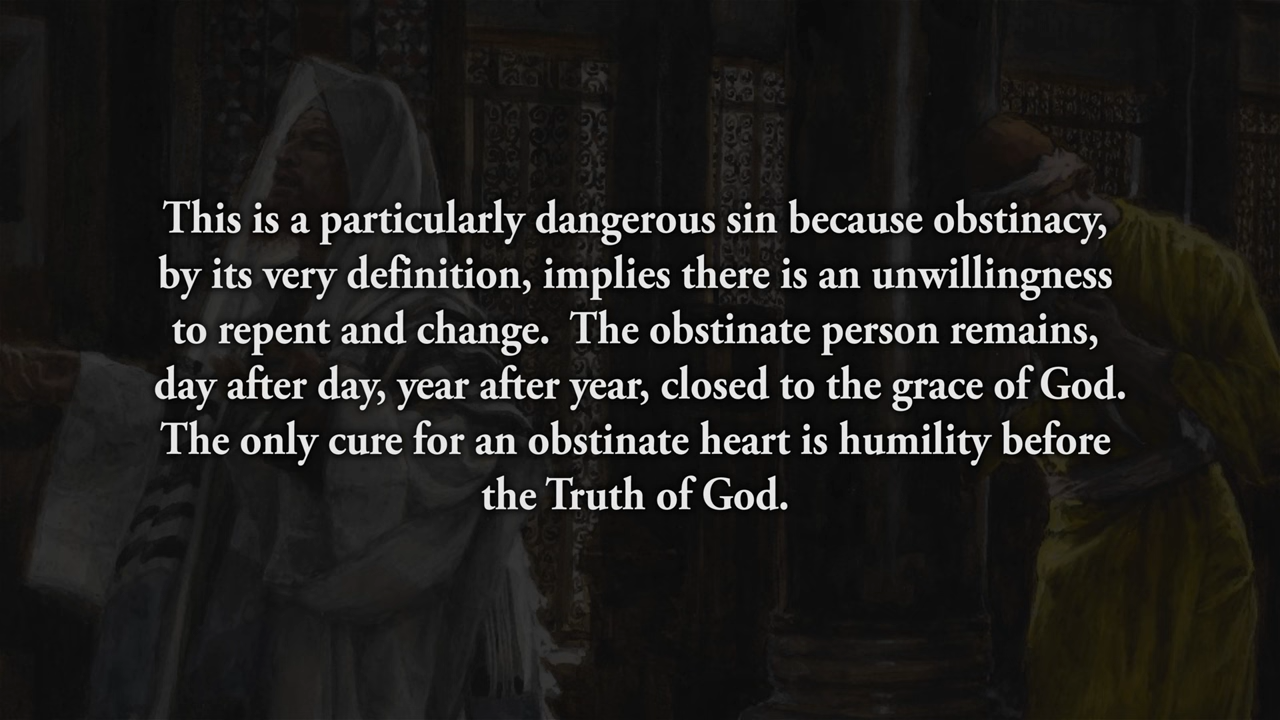 This is a particularly dangerous sin because obstinacy,
by its very definition, implies there is an unwillingness
to repent and change.  The obstinate person remains,
day after day, year after year, closed to the grace of God.
The only cure for an obstinate heart is humility before
the Truth of God.